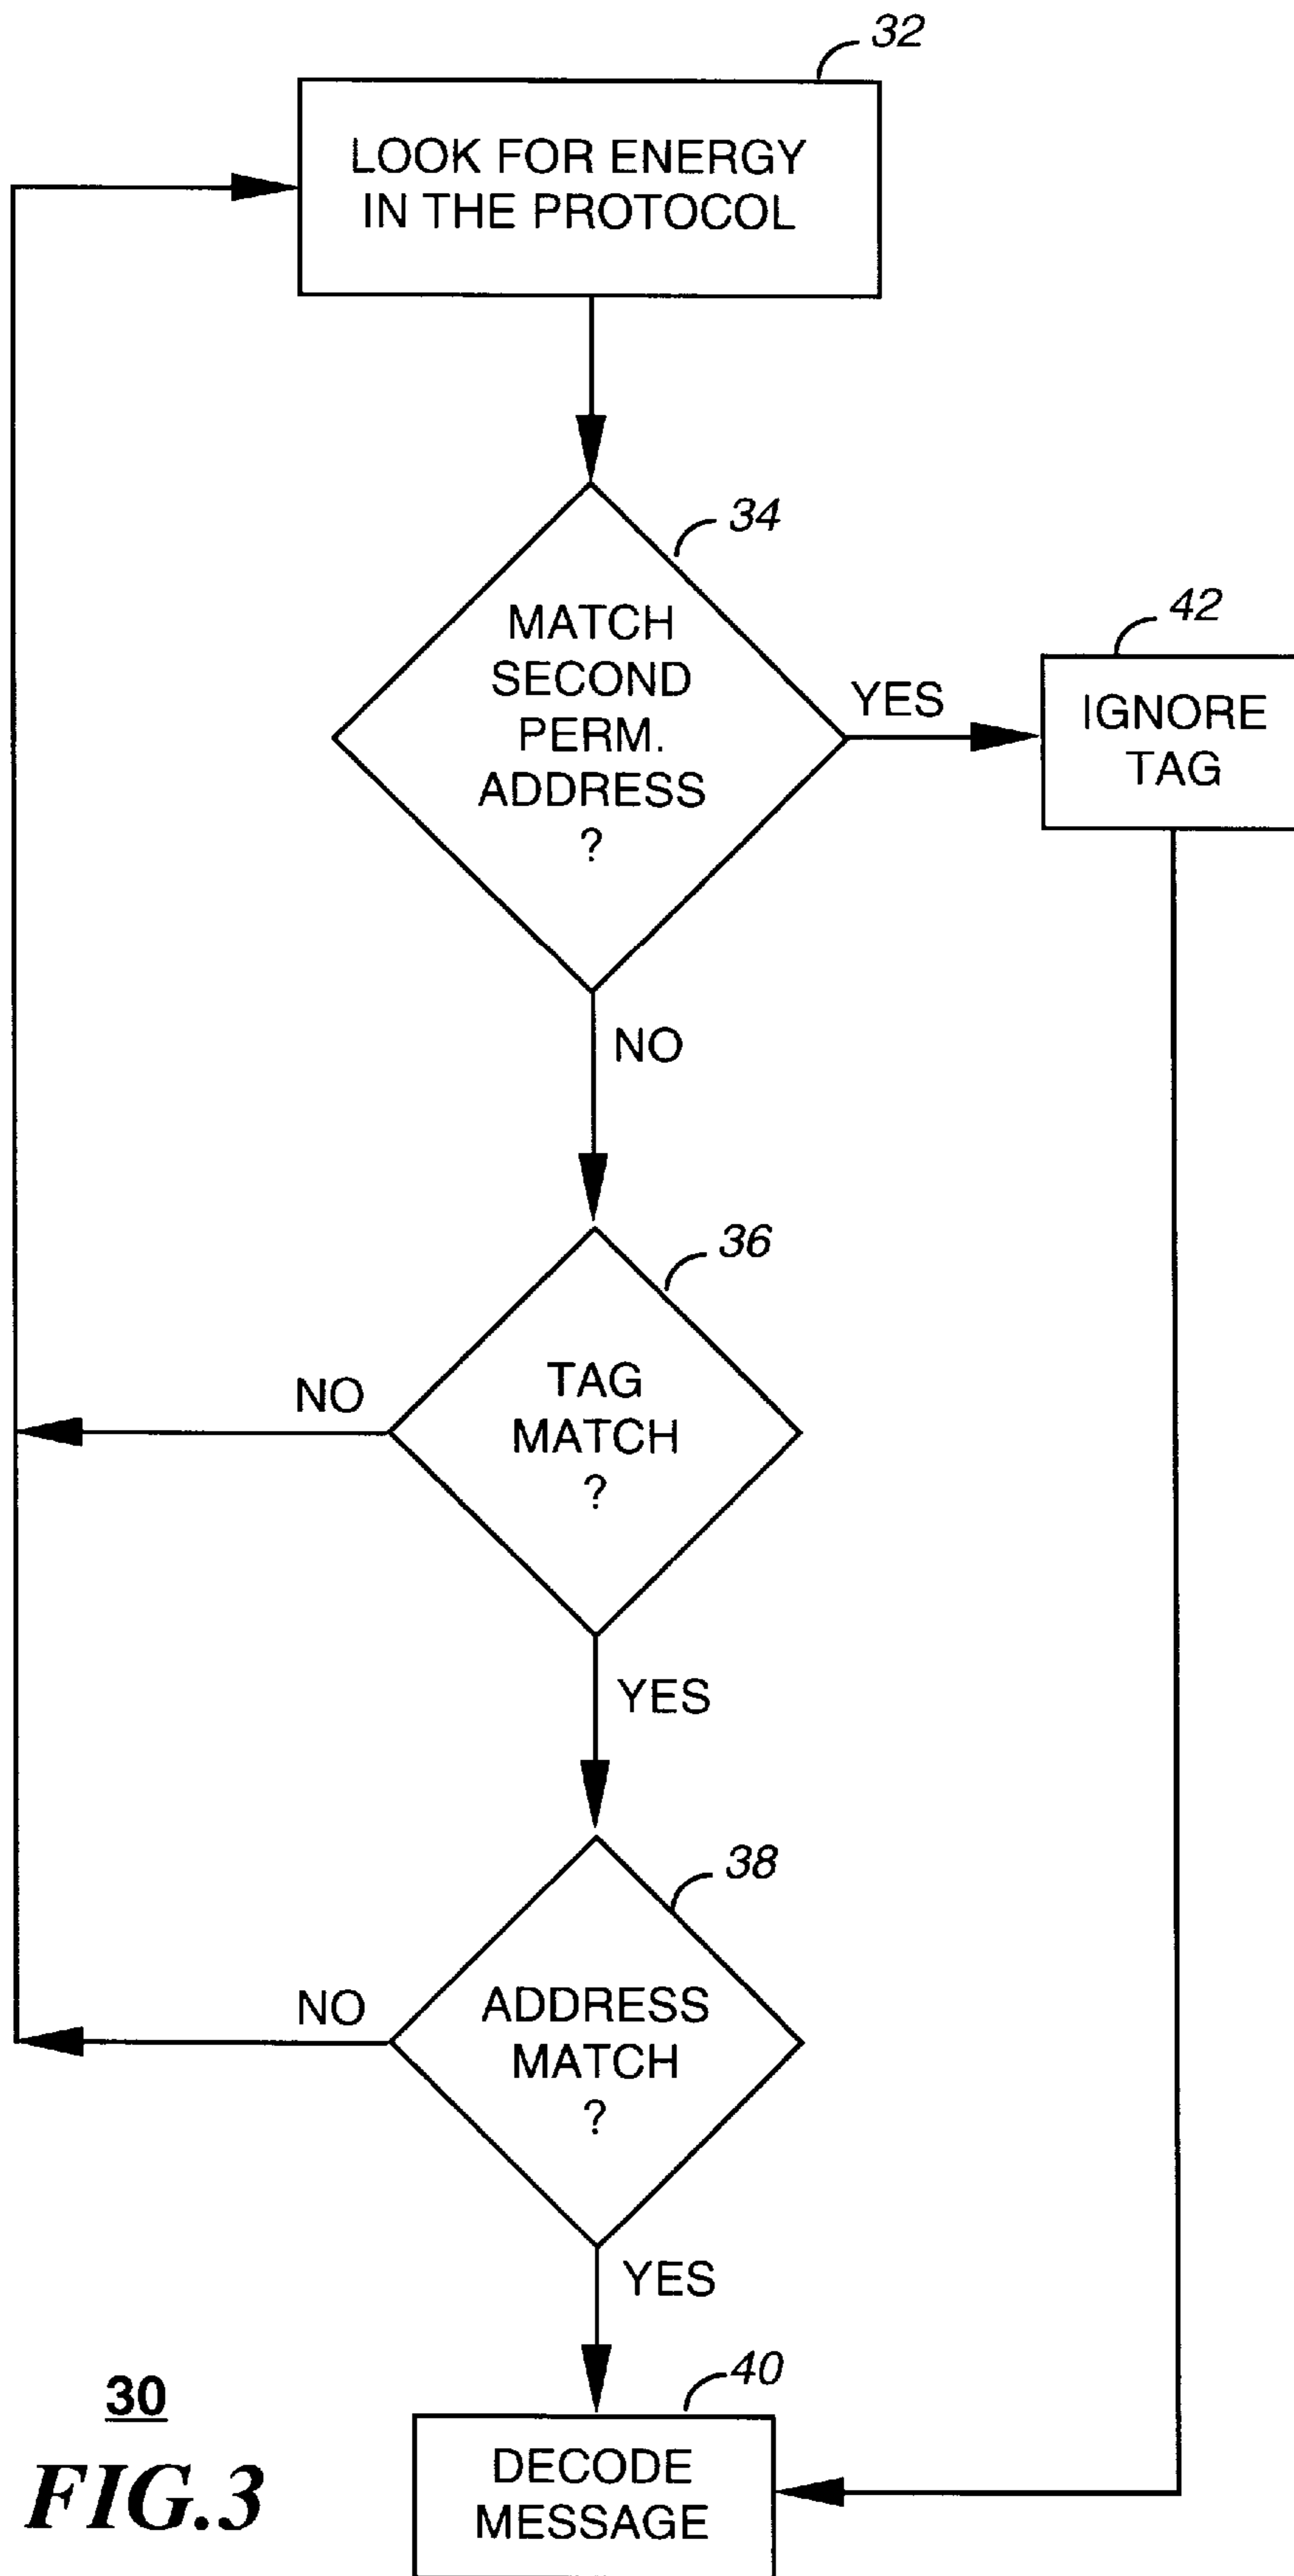 32
LOOK FOR ENERGY
IN THE PROTOCOL
34
MATCH
SECOND
PERM.
ADDRESS
?
YES
42
IGNORE
TAG
NO
36
TAG
MATCH
?
NO
YES
38
ADDRESS
MATCH
?
NO
YES
40
DECODE
MESSAGE
30
FIG.3